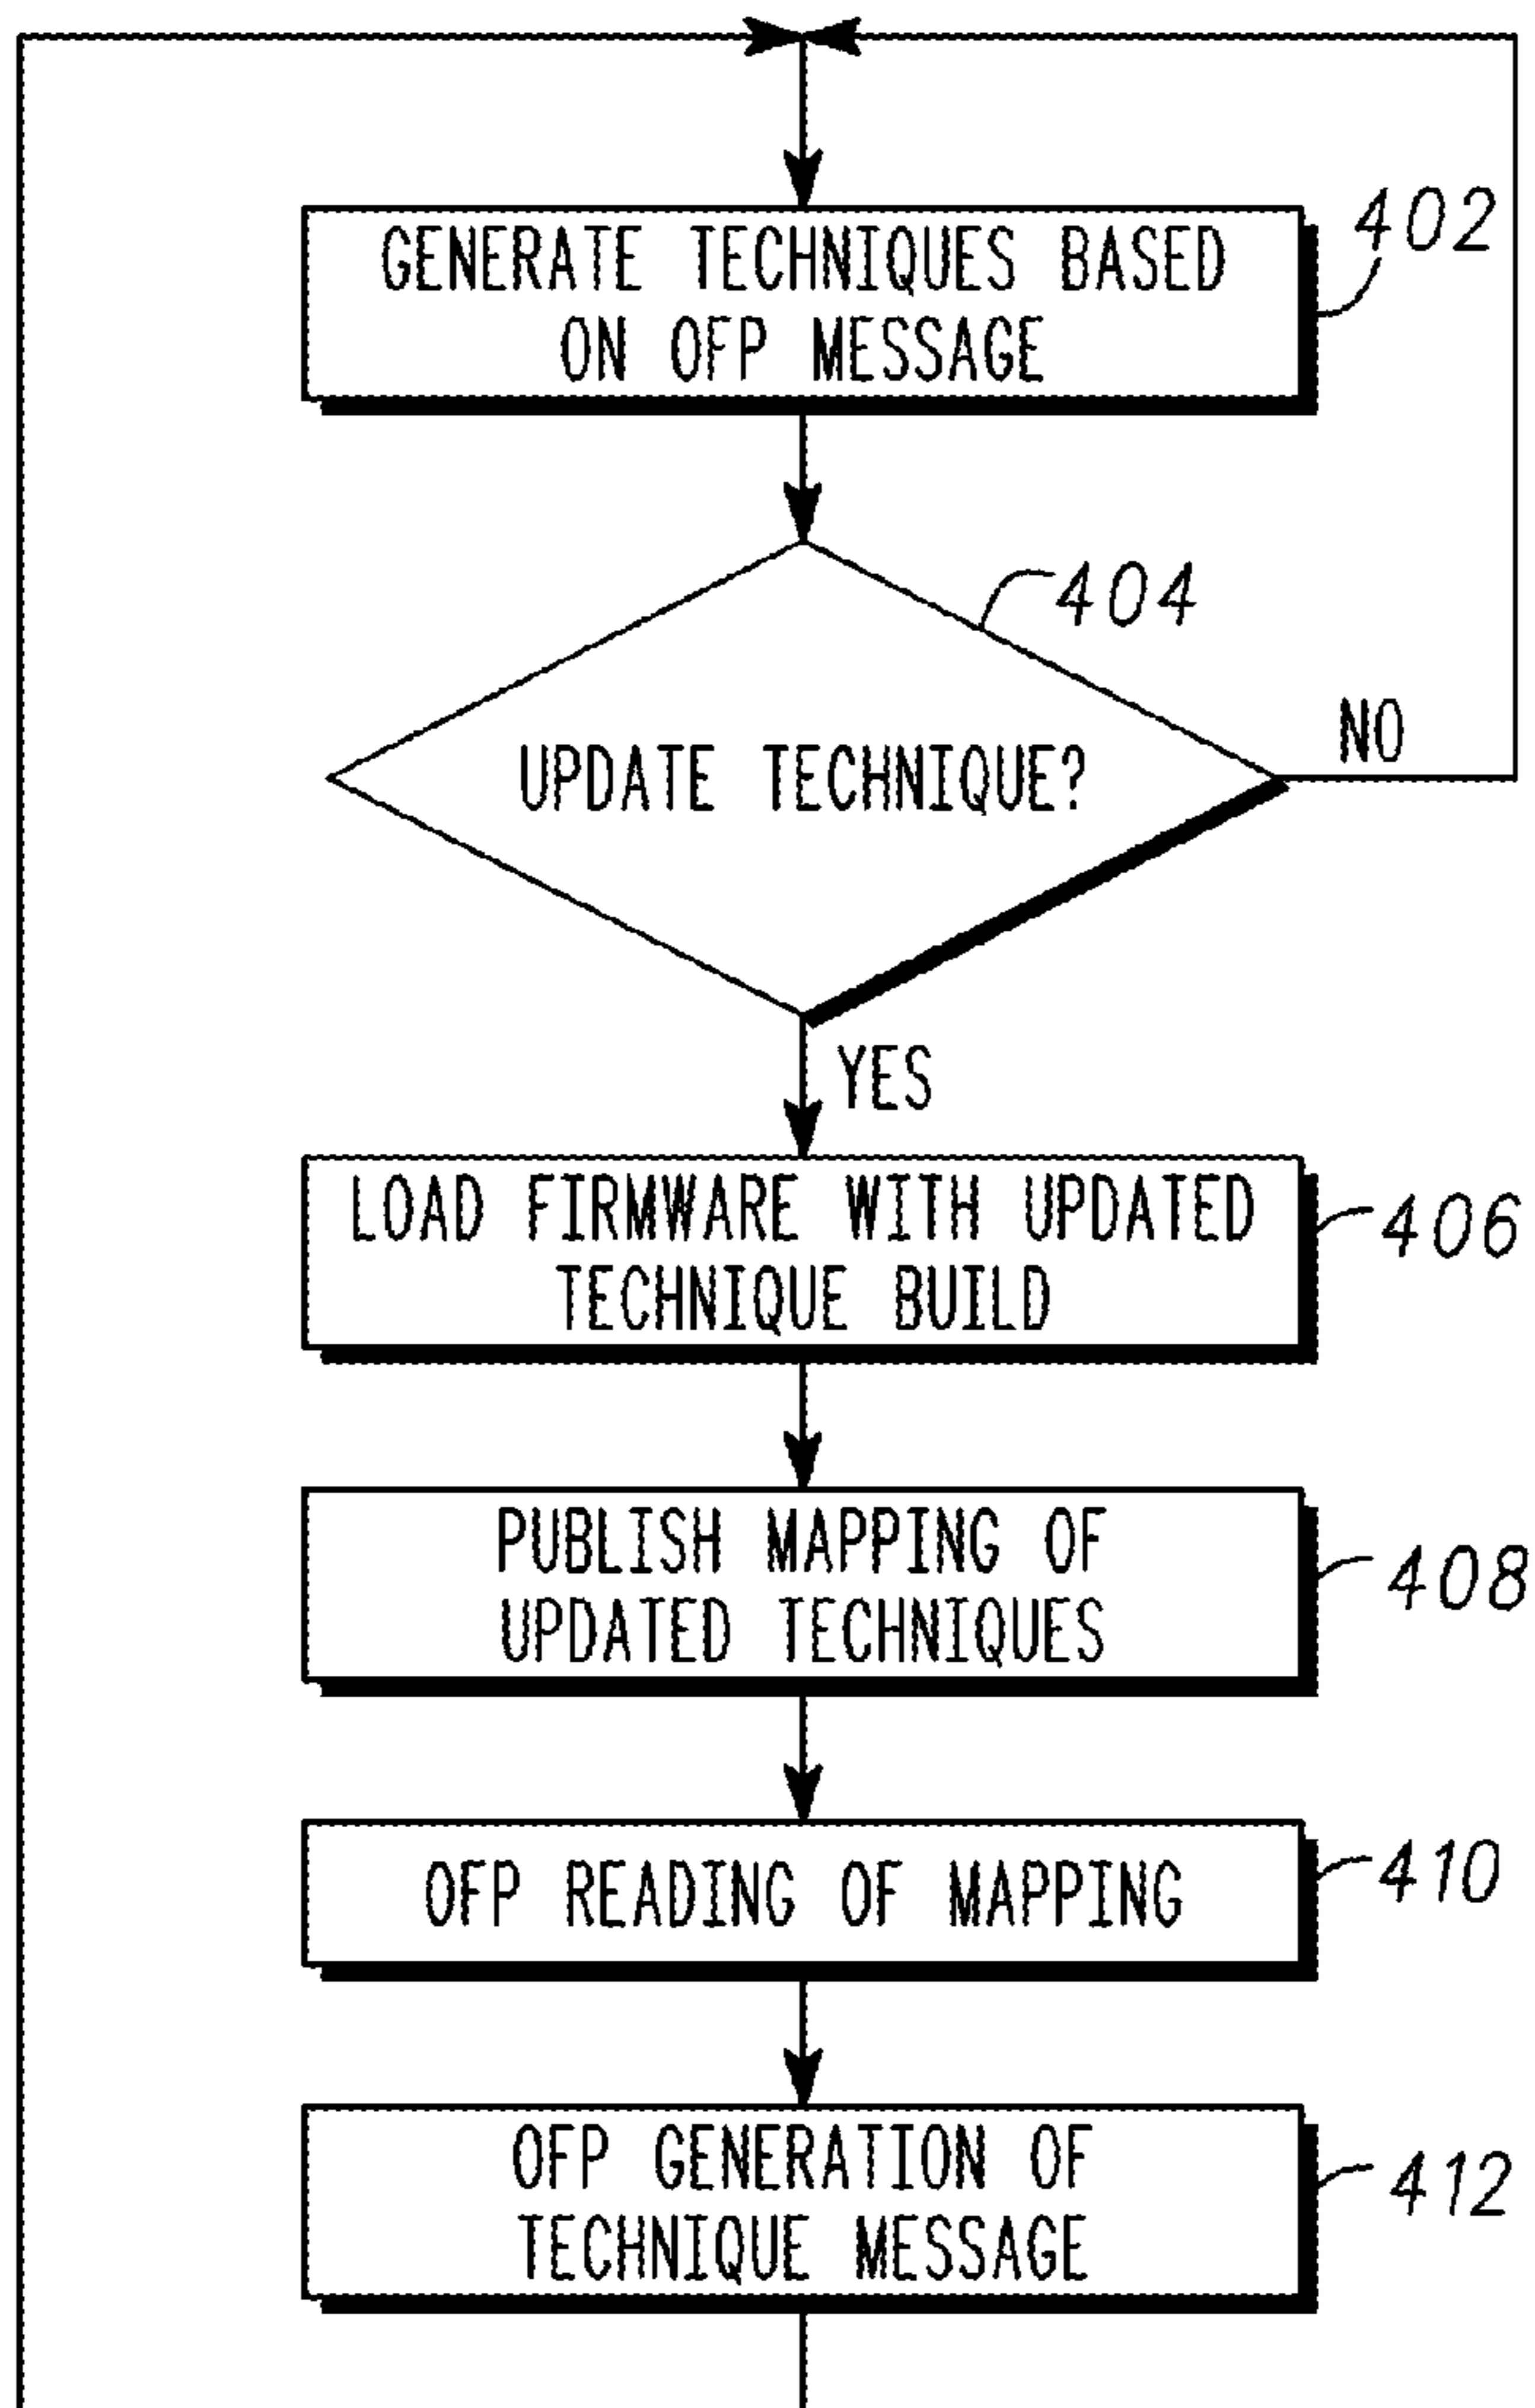 GENERATE TECHNIQUES BASED
ON OFP MESSAGE
402
UPDATE TECHNIQUE?
404
NO
YES
LOAD FIRMWARE WITH UPDATED
TECHNIQUE BUILD
406
PUBLISH MAPPING OF
UPDATED TECHNIQUES
408
OFP READING OF MAPPING
410
OFP GENERATION OF
TECHNIQUE MESSAGE
412